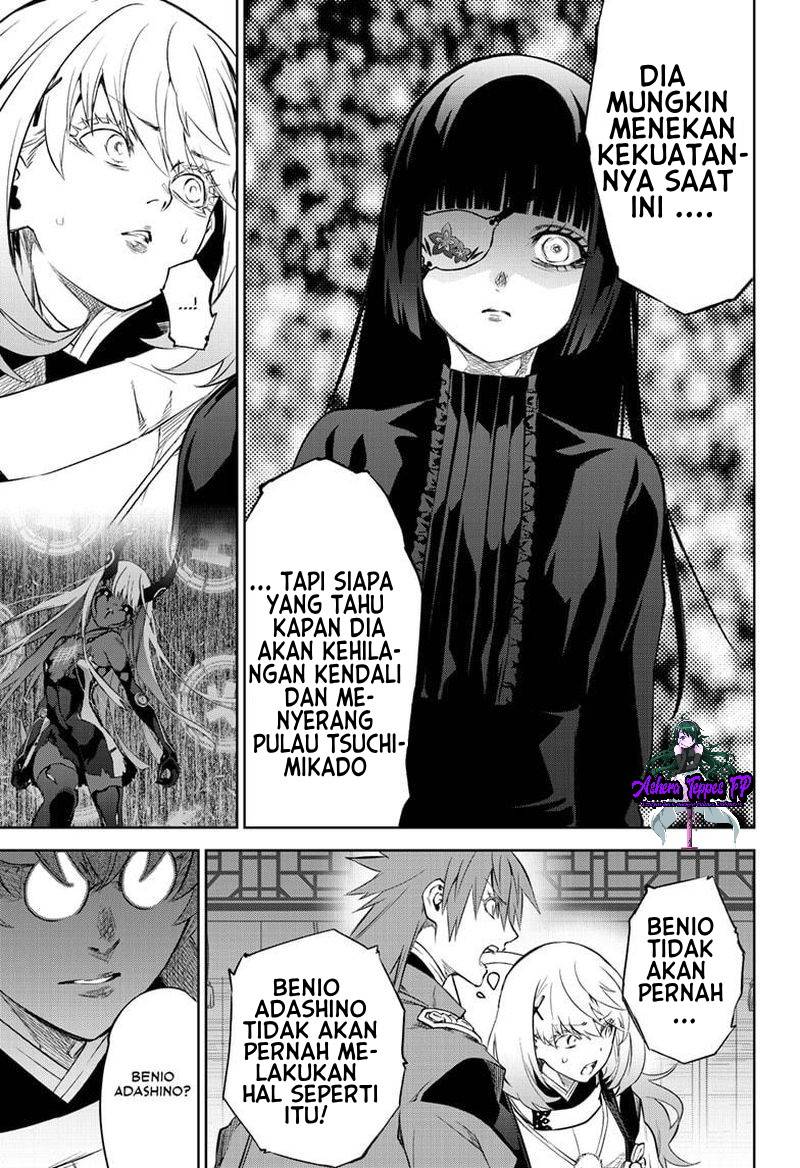 DIA
MUNGKIN
MENEKAN
KEKUATAN-
NYA SAAT
INI ....
...!
... TAPI SIAPA
YANG TAHU
KAPAN DIA
AKAN KEHILA-
NGAN KENDALI
DAN ME-
NYERANG
PULAU TSUCHI-
MIKADO
Ashera Teppes FP
BENIO
TIDAK
AKAN
PERNAH
...
BENIO
ADASHINO
TIDAK AKAN
PERNAH ME-
LAKUKAN
HAL SEPERTI
ITU!
BENIO
ADASHINO?